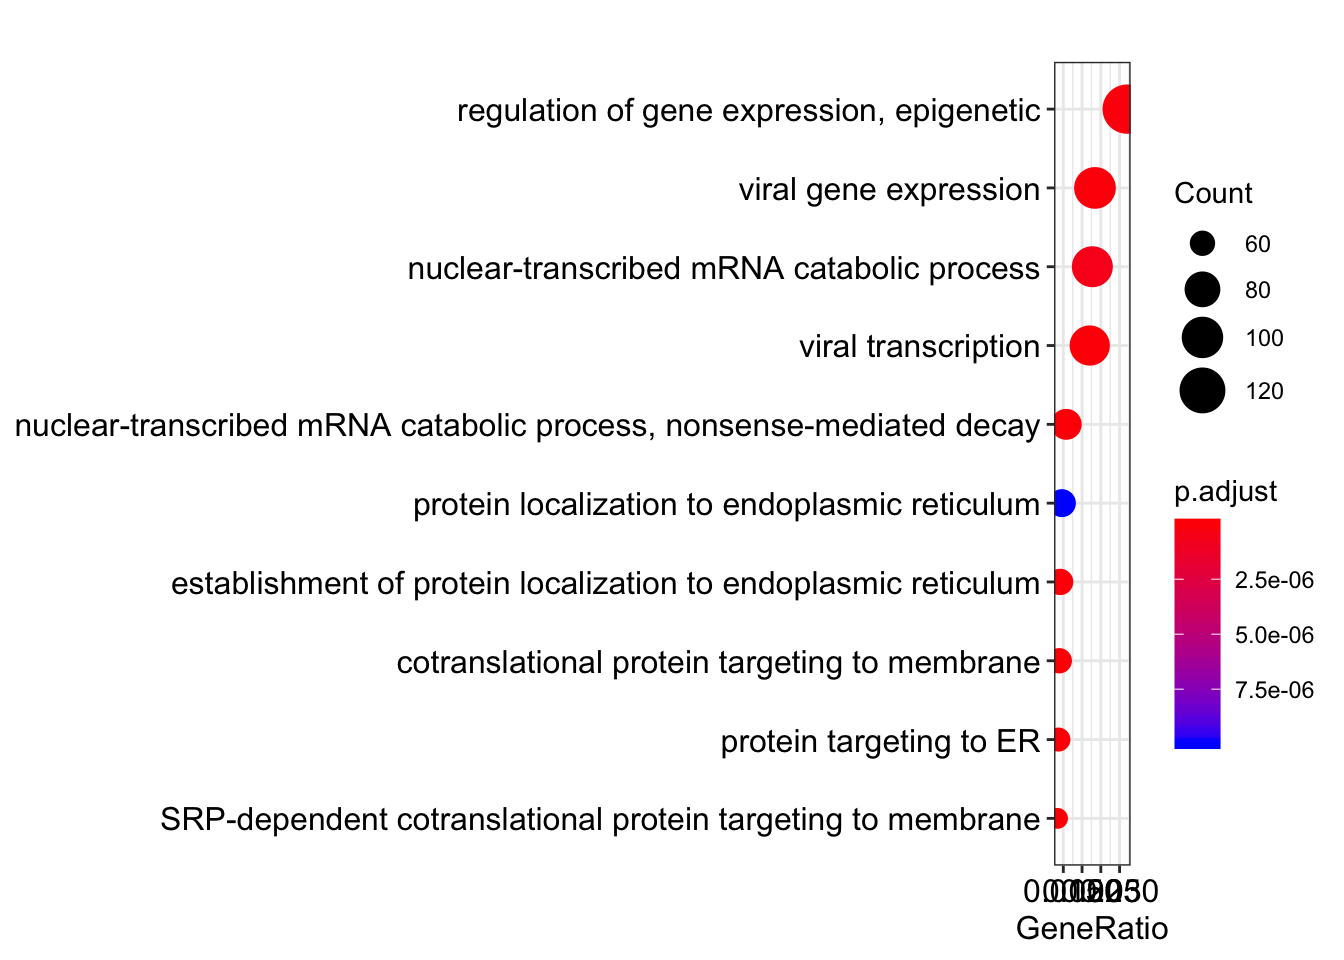 regulation of gene expression, epigenetic
viral gene expression
nuclear-transcribed mRNA catabolic process
viral transcription
nuclear-transcribed mRNA catabolic process, nonsense-mediated decay
protein localization to endoplasmic reticulum
establishment of protein localization to endoplasmic reticulum
cotranslational protein targeting to membrane
protein targeting to ER
SRP-dependent cotranslational protein targeting to membrane
GeneRatio
Count
60
80
100
120
p.adjust
2.5e-06
5.0e-06
7.5e-06